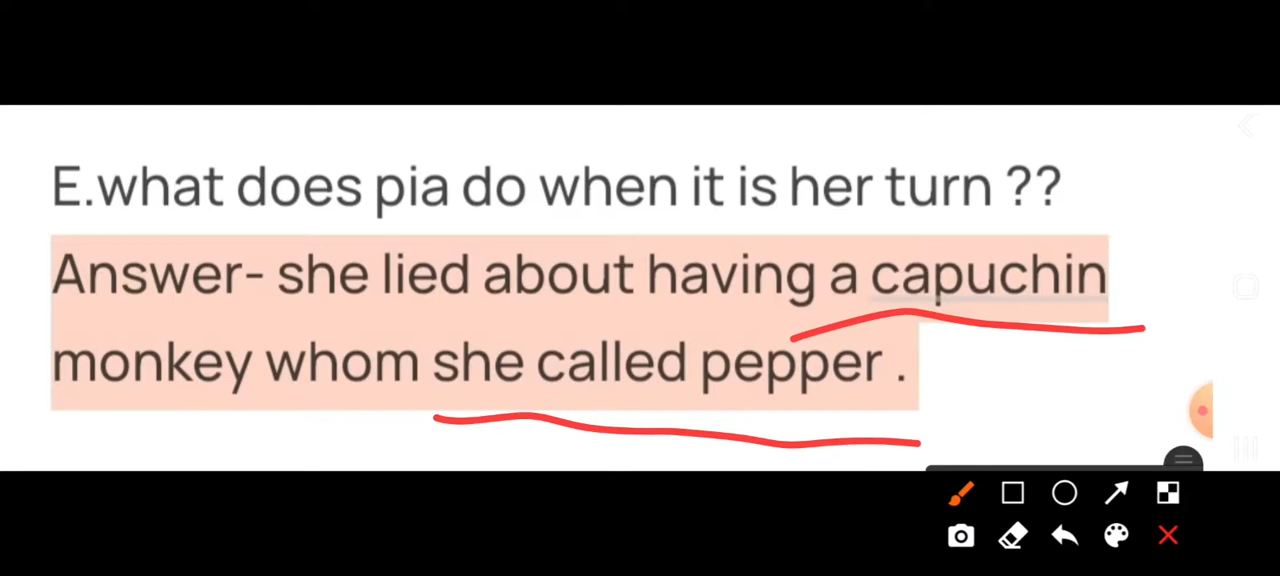 E.what does pia do when it is her turn ??
Answer- she lied about having a capuchin
monkey whom she called pepper .